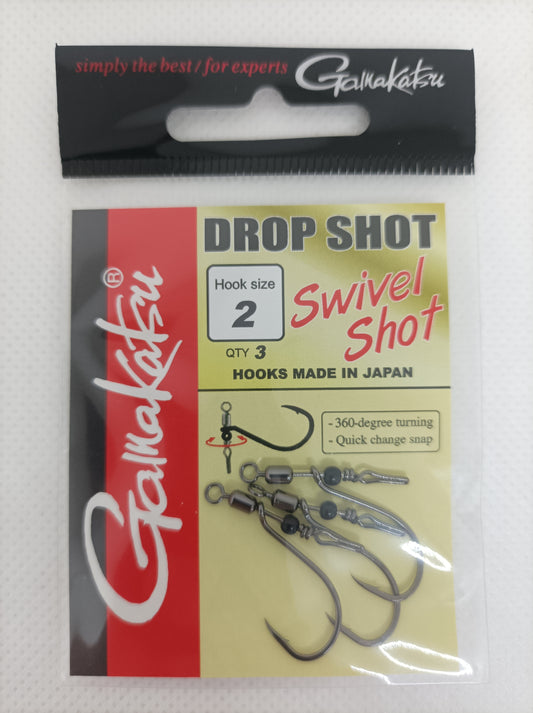 simply the best / for experts Gamakatsu
DROP SHOT
Hook size
2
Swivel
Shot
QTY 3
HOOKS MADE IN JAPAN
- 360-degree turning
- Quick change snap
Gamakatsu®